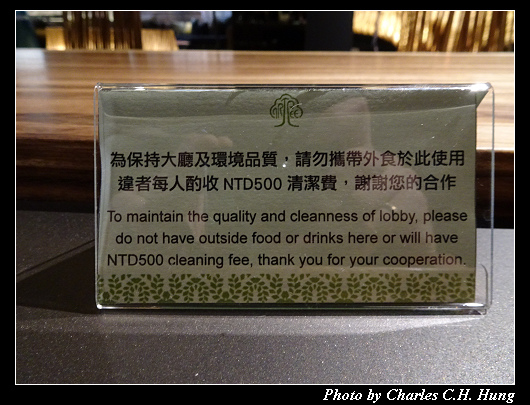 為保持大廳及環境品質，請勿攜帶外食於此使用
違者每人酌收 NTD500 清潔費，謝謝您的合作
To maintain the quality and cleanness of lobby, please
do not have outside food or drinks here or will have
NTD500 cleaning fee, thank you for your cooperation.
Photo by Charles C.H. Hung